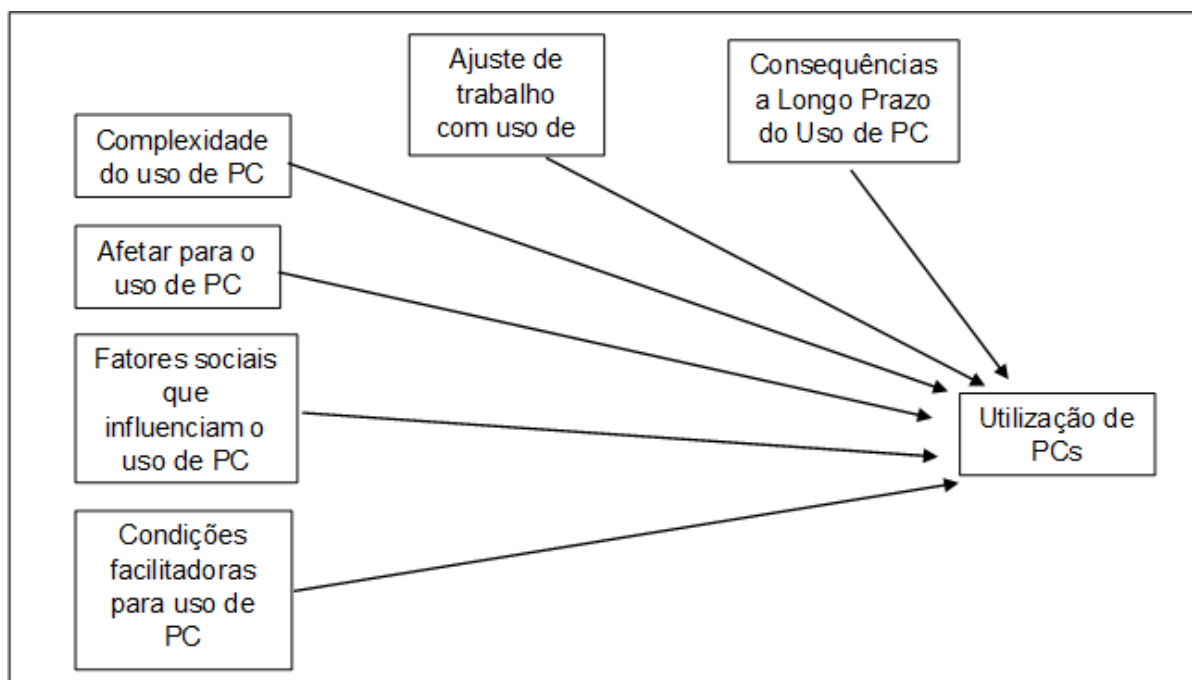 Ajuste de
trabalho
com uso de
Consequências
a Longo Prazo
do Uso de PC
Complexidade
do uso de PC
Afetar para o
uso de PC
Fatores sociais
que
influenciam o
uso de PC
Condições
facilitadoras
para uso de
PC
Utilização de
PCs